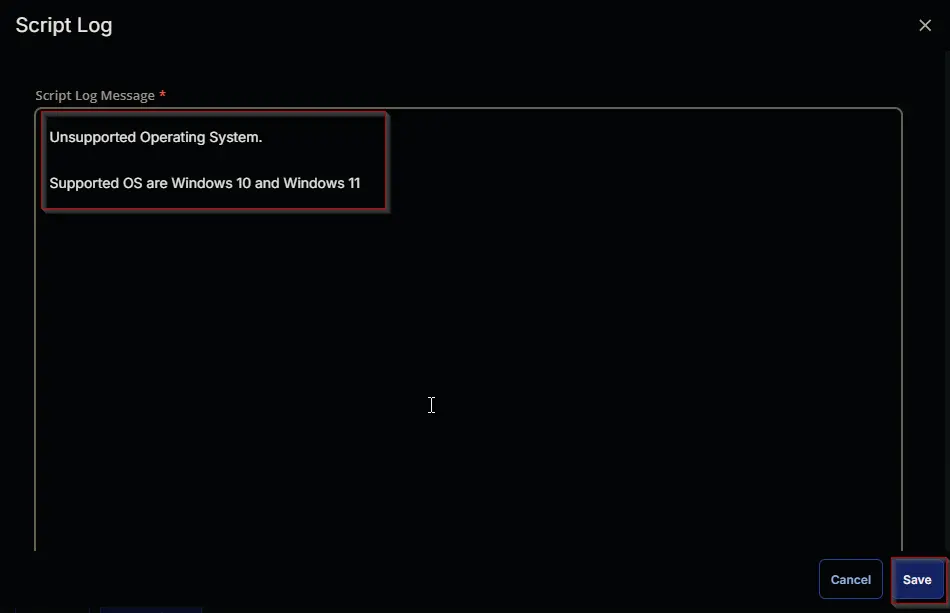 Script Log
Script Log Message *
Unsupported Operating System.
Supported OS are Windows 10 and Windows 11
Cancel
Save